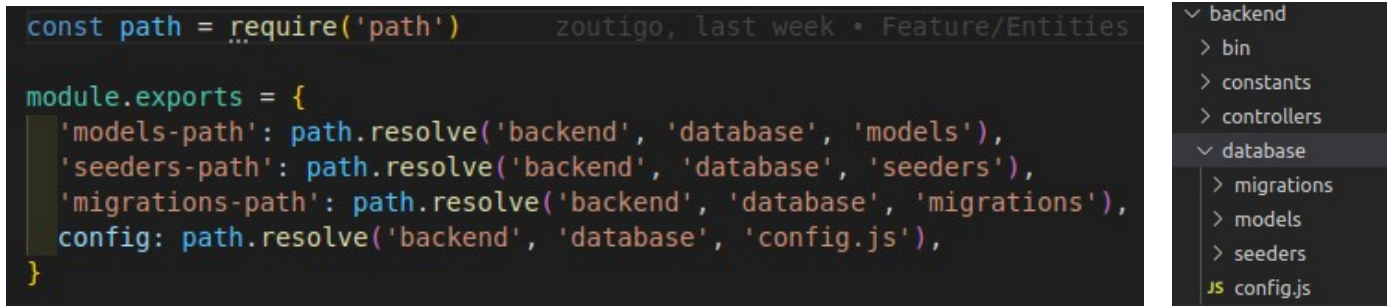 const path = require('path') zoutigo, last week • Feature/Entities
module.exports = {
'models-path': path.resolve('backend', 'database', 'models'),
'seeders-path': path.resolve('backend', 'database', 'seeders'),
'migrations-path': path.resolve('backend', 'database', 'migrations'),
config: path.resolve('backend', 'database', 'config.js'),
}
backend
bin
constants
controllers
database
migrations
models
seeders
JS config.js